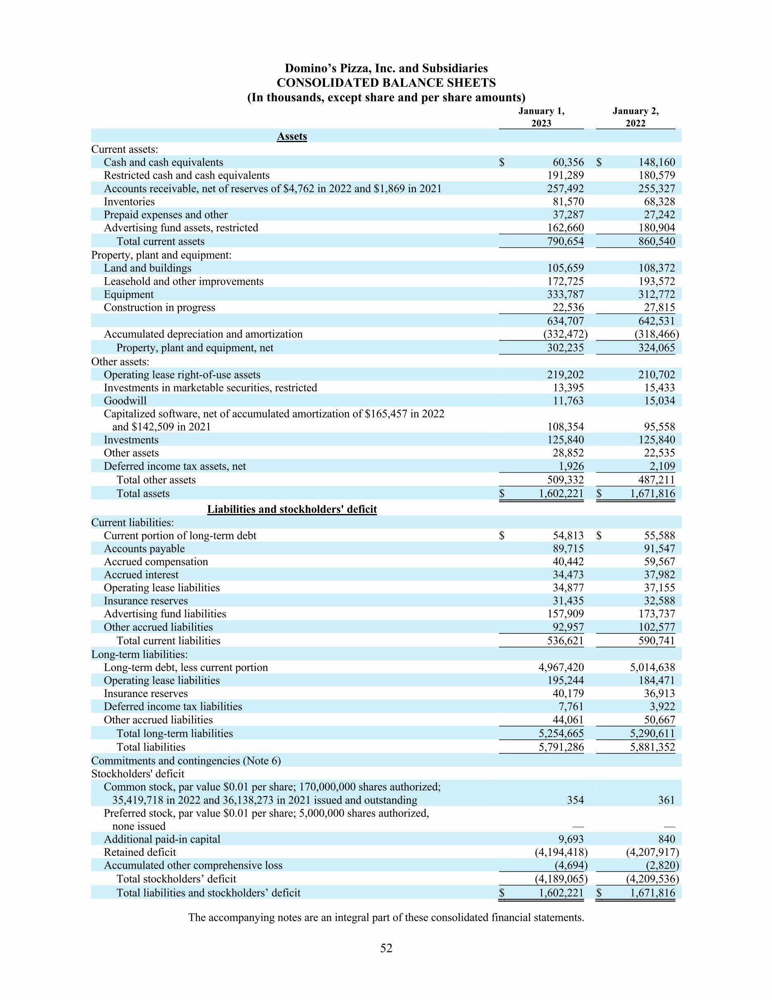 Domino’s Pizza, Inc. and Subsidiaries
CONSOLIDATED BALANCE SHEETS
(In thousands, except share and per share amounts)
January 1, January 2,
2023 2022
Assets
Current assets:
Cash and cash equivalents $ 60,356 $ 148,160
Restricted cash and cash equivalents 191,289 180,579
Accounts receivable, net of reserves of $4,762 in 2022 and $1,869 in 2021 257,492 255,327
Inventories 81,570 68,328
Prepaid expenses and other 37,287 27,242
Advertising fund assets, restricted 162,660 180,904
Total current assets 790,654 860,540
Property, plant and equipment:
Land and buildings 105,659 108,372
Leasehold and other improvements 172,725 193,572
Equipment 333,787 312,772
Construction in progress 22,536 27,815
634,707 642,531
Accumulated depreciation and amortization (332,472) (318,466)
Property, plant and equipment, net 302,235 324,065
Other assets:
Operating lease right-of-use assets 219,202 210,702
Investments in marketable securities, restricted 13,395 15,433
Goodwill 11,763 15,034
Capitalized software, net of accumulated amortization of $165,457 in 2022
and $142,509 in 2021 108,354 95,558
Investments 125,840 125,840
Other assets 28,852 22,535
Deferred income tax assets, net 1,926 2,109
Total other assets 509,332 487,211
Total assets $ 1,602,221 $ 1,671,816
Liabilities and stockholders' deficit
Current liabilities:
Current portion of long-term debt $ 54,813 $ 55,588
Accounts payable 89,715 91,547
Accrued compensation 40,442 59,567
Accrued interest 34,473 37,982
Operating lease liabilities 34,877 37,155
Insurance reserves 31,435 32,588
Advertising fund liabilities 157,909 173,737
Other accrued liabilities 92,957 102,577
Total current liabilities 536,621 590,741
Long-term liabilities:
Long-term debt, less current portion 4,967,420 5,014,638
Operating lease liabilities 195,244 184,471
Insurance reserves 40,179 36,913
Deferred income tax liabilities 7,761 3,922
Other accrued liabilities 44,061 50,667
Total long-term liabilities 5,254,665 5,290,611
Total liabilities 5,791,286 5,881,352
Commitments and contingencies (Note 6)
Stockholders' deficit
Common stock, par value $0.01 per share; 170,000,000 shares authorized;
35,419,718 in 2022 and 36,138,273 in 2021 issued and outstanding 354 361
Preferred stock, par value $0.01 per share; 5,000,000 shares authorized,
none issued — —
Additional paid-in capital 9,693 840
Retained deficit (4,194,418) (4,207,917)
Accumulated other comprehensive loss (4,694) (2,820)
Total stockholders’ deficit (4,189,065) (4,209,536)
Total liabilities and stockholders’ deficit $ 1,602,221 $ 1,671,816
The accompanying notes are an integral part of these consolidated financial statements.
52